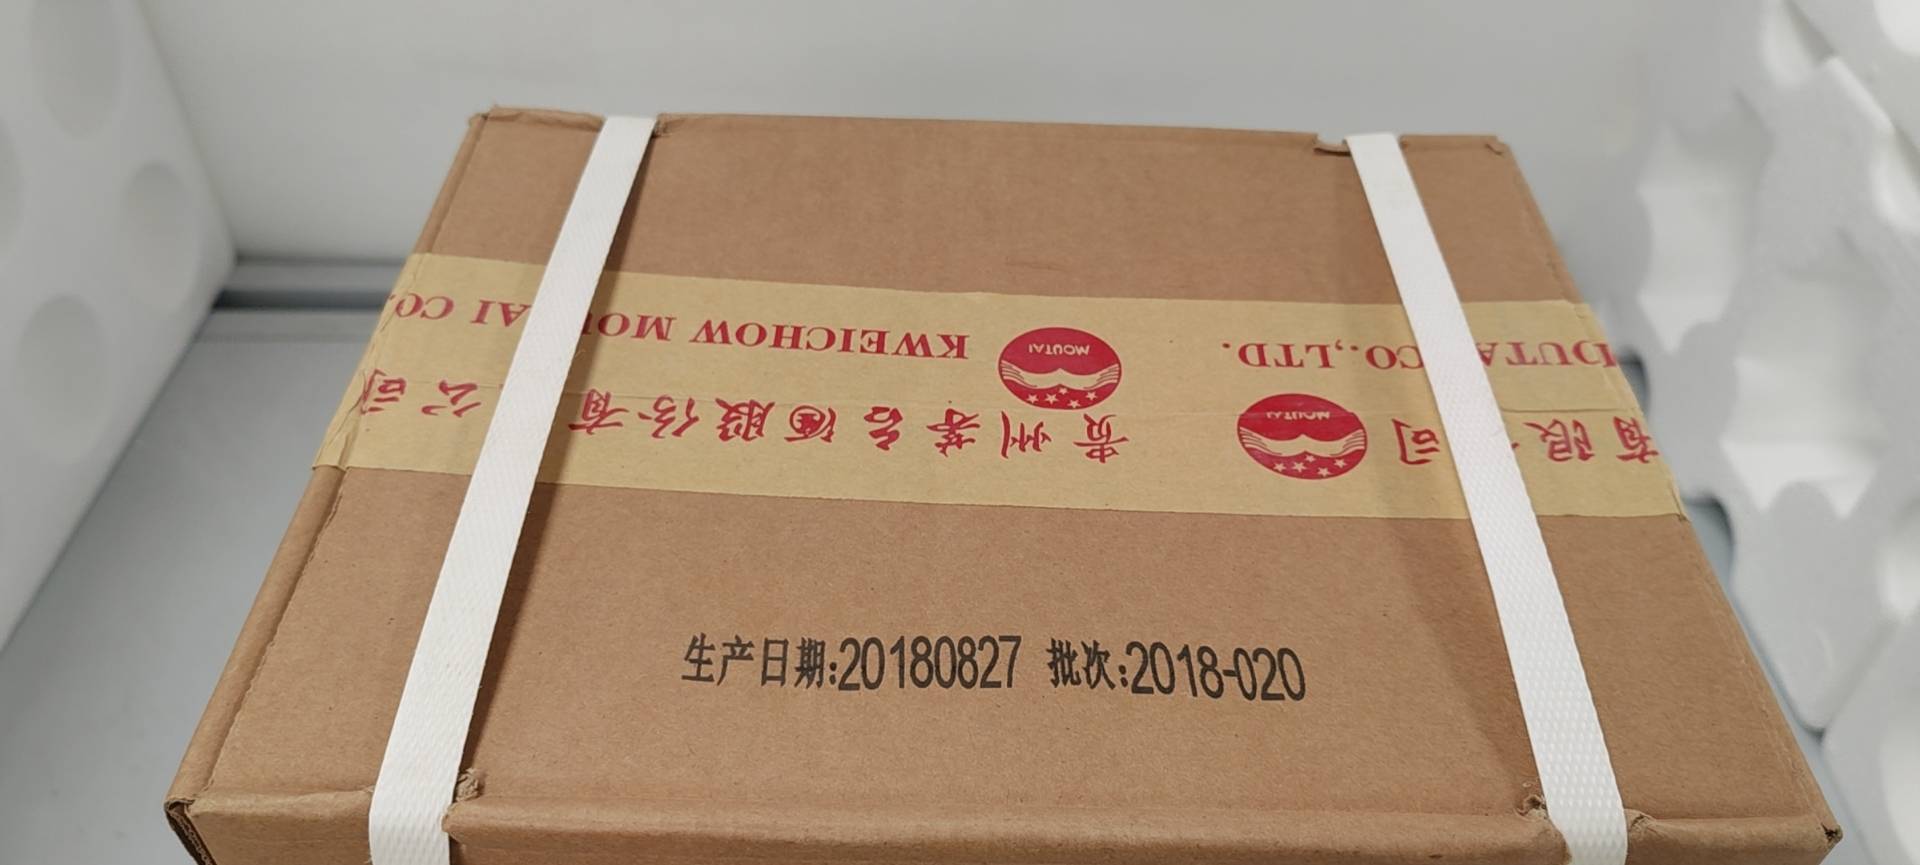 KWEICHOW MOU AI CO.
MOUTAI
OUTA CO.,LTD.
贵州茅台酒股份有 公司
MOUTAI
有限 司
生产日期:20180827 批次:2018-020